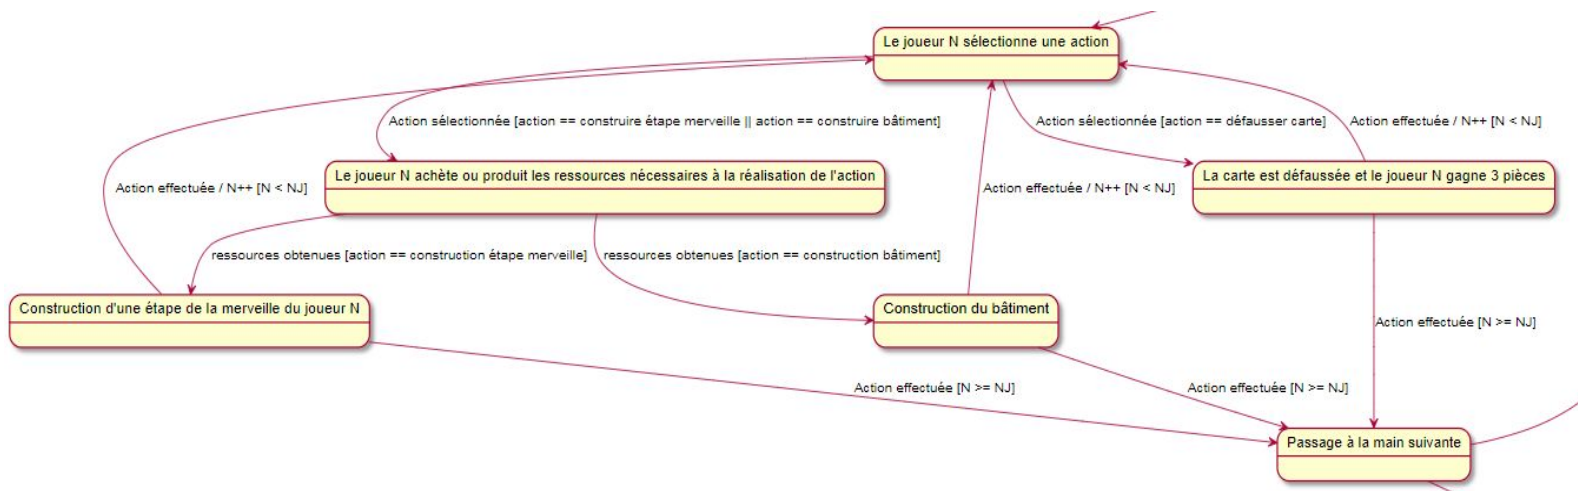 Le joueur N sélectionne une action
Action sélectionnée [action == construire étape merveille || action == construire bâtiment]
Action sélectionnée [action == défausser carte]
Action effectuée / N++ [N < NJ]
Le joueur N achète ou produit les ressources nécessaires à la réalisation de l'action
La carte est défaussée et le joueur N gagne 3 pièces
Action effectuée / N++ [N < NJ]
Action effectuée / N++ [N < NJ]
ressources obtenues [action == construction étape merveille]
ressources obtenues [action == construction bâtiment]
Construction d'une étape de la merveille du joueur N
Construction du bâtiment
Action effectuée [N >= NJ]
Action effectuée [N >= NJ]
Action effectuée [N >= NJ]
Passage à la main suivante